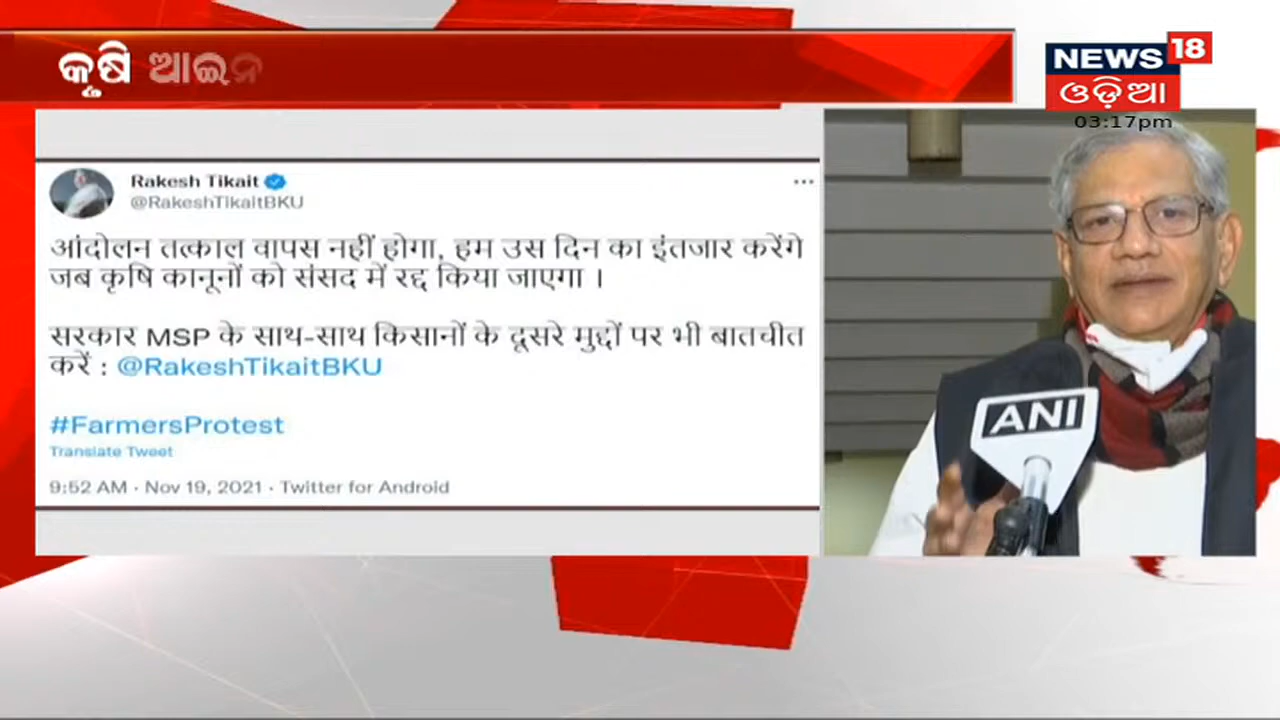 କୃଷି ଆଇନ
NEWS 18
ଓଡ଼ିଆ
03:17pm
Rakesh Tikait
@RakeshTikaitBKU
आंदोलन तत्काल वापस नहीं होगा, हम उस दिन का इंतजार करेंगे
जब कृषि कानूनों को संसद में रद्द किया जाएगा ।
सरकार MSP के साथ-साथ किसानों के दूसरे मुद्दों पर भी बातचीत
करें : @RakeshTikaitBKU
#FarmersProtest
Translate Tweet
9:52 AM · Nov 19, 2021 · Twitter for Android
ANI